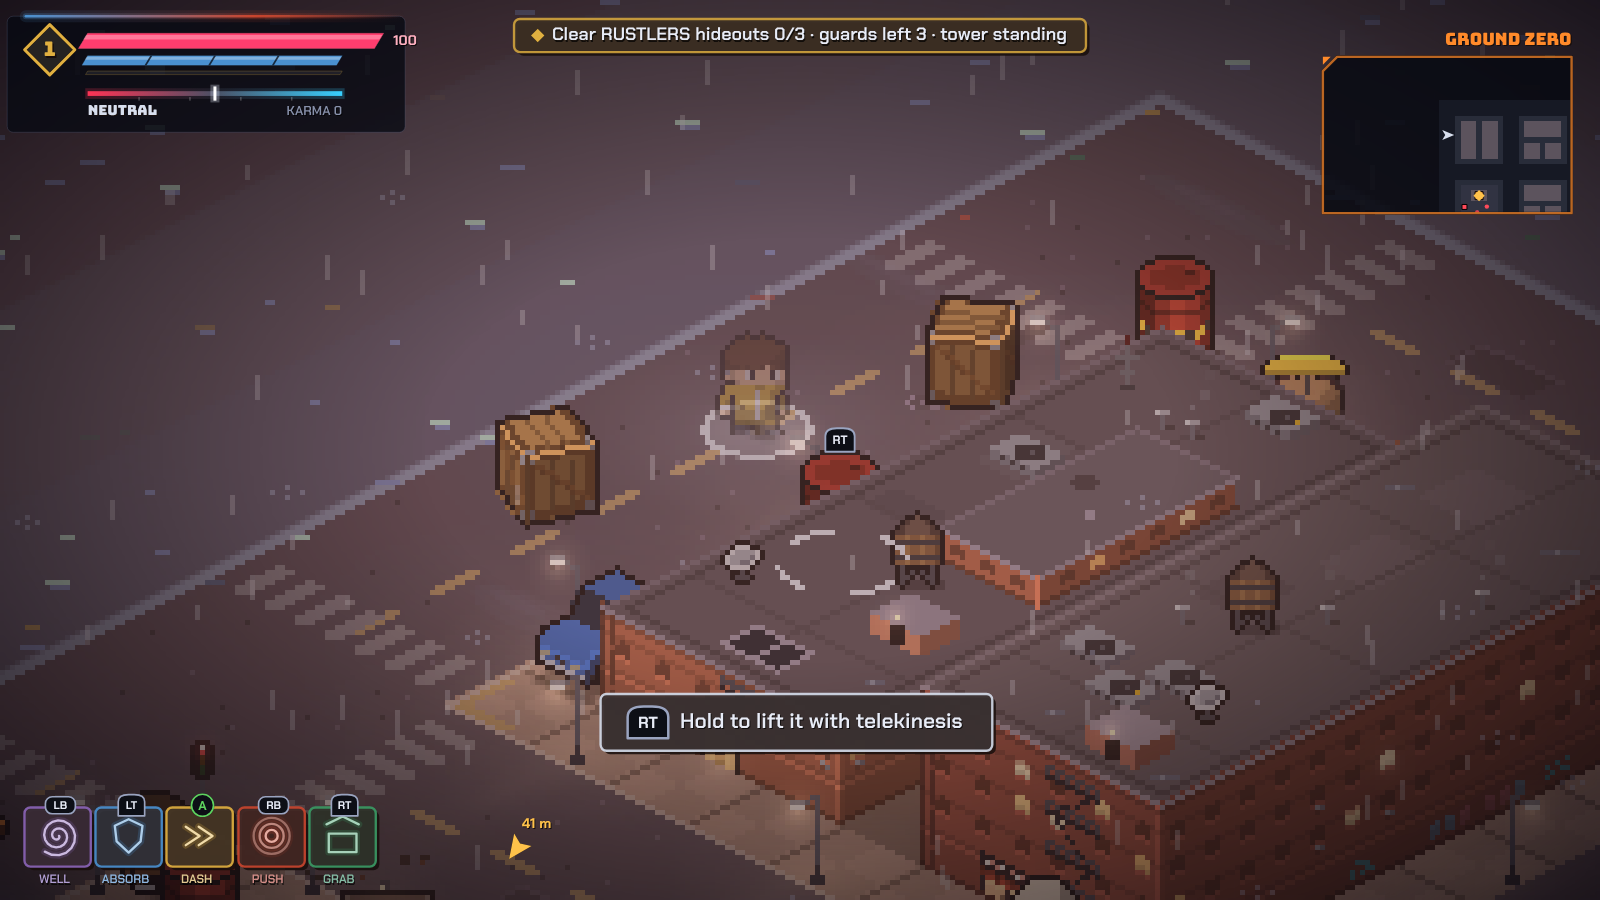 1
100
NEUTRAL
KARMA 0
Clear RUSTLERS hideouts 0/3 · guards left 3 · tower standing
GROUND ZERO
RT
RT Hold to lift it with telekinesis
41 m
LB
LT
A
RB
RT
WELL
ABSORB
DASH
PUSH
GRAB